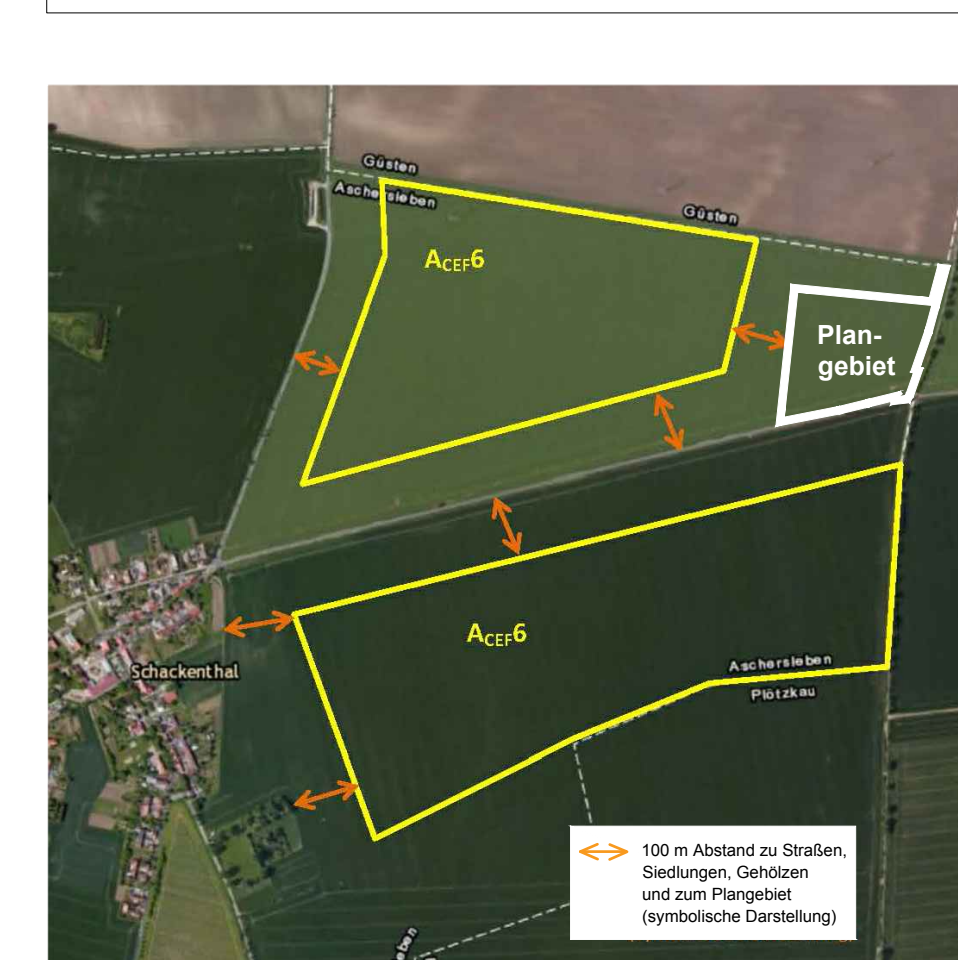 Güsten
Aschersleben
Güsten
ACEF6
Plan-
gebiet
ACEF6
Schackenthal
Aschersleben
Plötzkau
100 m Abstand zu Straßen,
Siedlungen, Gehölzen
und zum Plangebiet
(symbolische Darstellung)